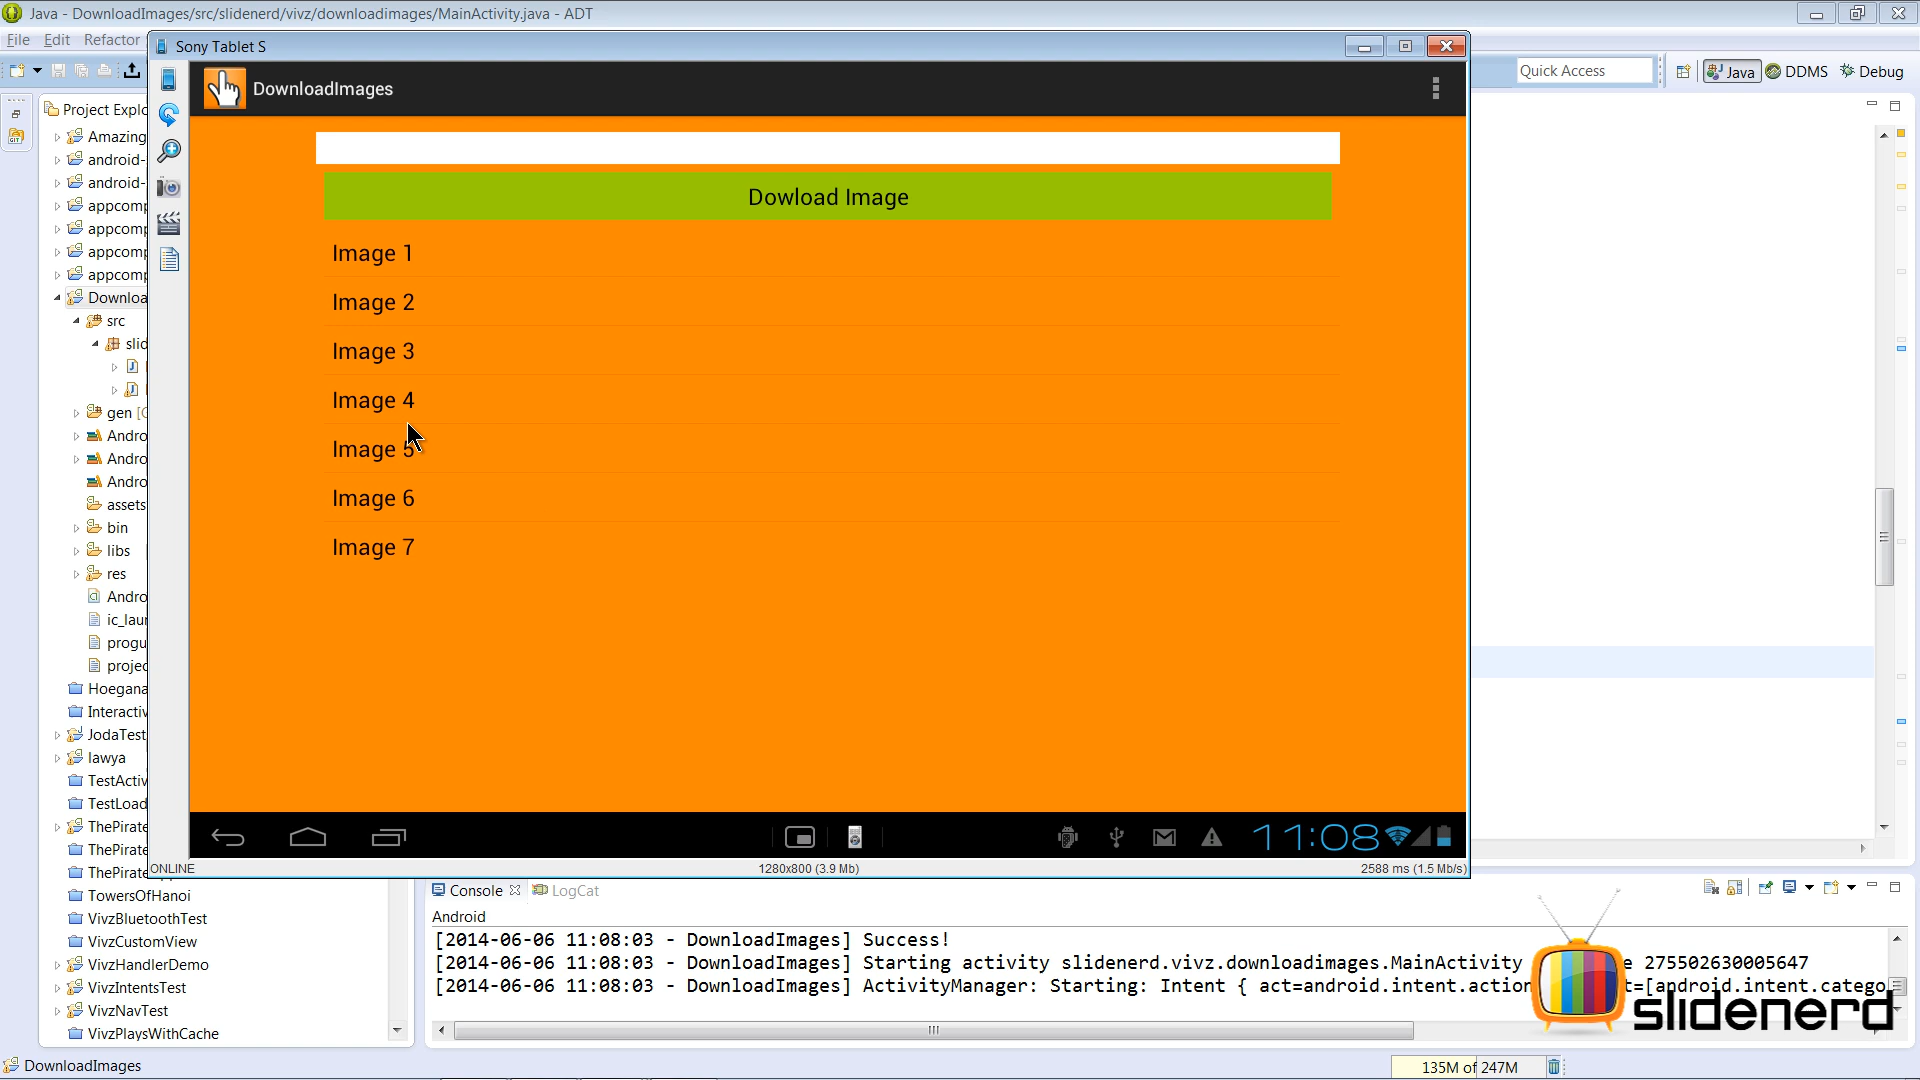 Java - DownloadImages/src/slidenerd/vivz/downloadimages/MainActivity.java - ADT
File Edit Refactor
Sony Tablet S
Quick Access
Java
DDMS
Debug
DownloadImages
Project Explo
Amazing
android-
android-
appcomp
appcomp
appcomp
appcomp
Downloa
src
slid
gen [G
Andro
Andro
Andro
assets
bin
libs
res
Andro
ic_laun
progu
projec
Hoegana
Interactiv
JodaTest
lawya
TestActiv
TestLoad
ThePirate
ThePirate
ThePirate
TowersOfHanoi
VivzBluetoothTest
VivzCustomView
VivzHandlerDemo
VivzIntentsTest
VivzNavTest
VivzPlaysWithCache
Dowload Image
Image 1
Image 2
Image 3
Image 4
Image 5
Image 6
Image 7
11:08
ONLINE
1280x800 (3.9 Mb)
2588 ms (1.5 Mb/s)
Console LogCat
Android
[2014-06-06 11:08:03 - DownloadImages] Success!
[2014-06-06 11:08:03 - DownloadImages] Starting activity slidenerd.vivz.downloadimages.MainActivity e 275502630005647
[2014-06-06 11:08:03 - DownloadImages] ActivityManager: Starting: Intent { act=android.intent.action t=[android.intent.catego
slidenerd
DownloadImages
135M of 247M